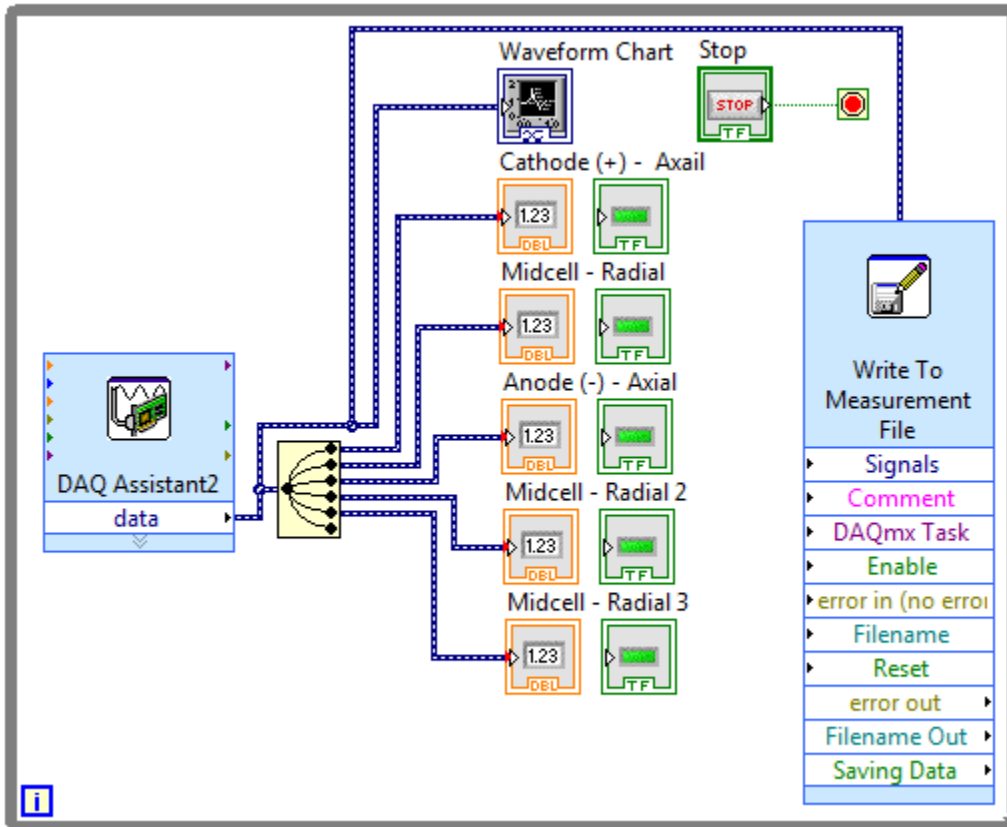 Waveform Chart
Stop
STOP
TF
Cathode (+) - Axail
1.23
DBL
TF
Midcell - Radial
1.23
DBL
TF
Anode (-) - Axial
1.23
DBL
TF
Midcell - Radial 2
1.23
DBL
TF
Midcell - Radial 3
1.23
DBL
TF
DAQ Assistant2
data
Write To
Measurement
File
Signals
Comment
DAQmx Task
Enable
error in (no error
Filename
Reset
error out
Filename Out
Saving Data
i